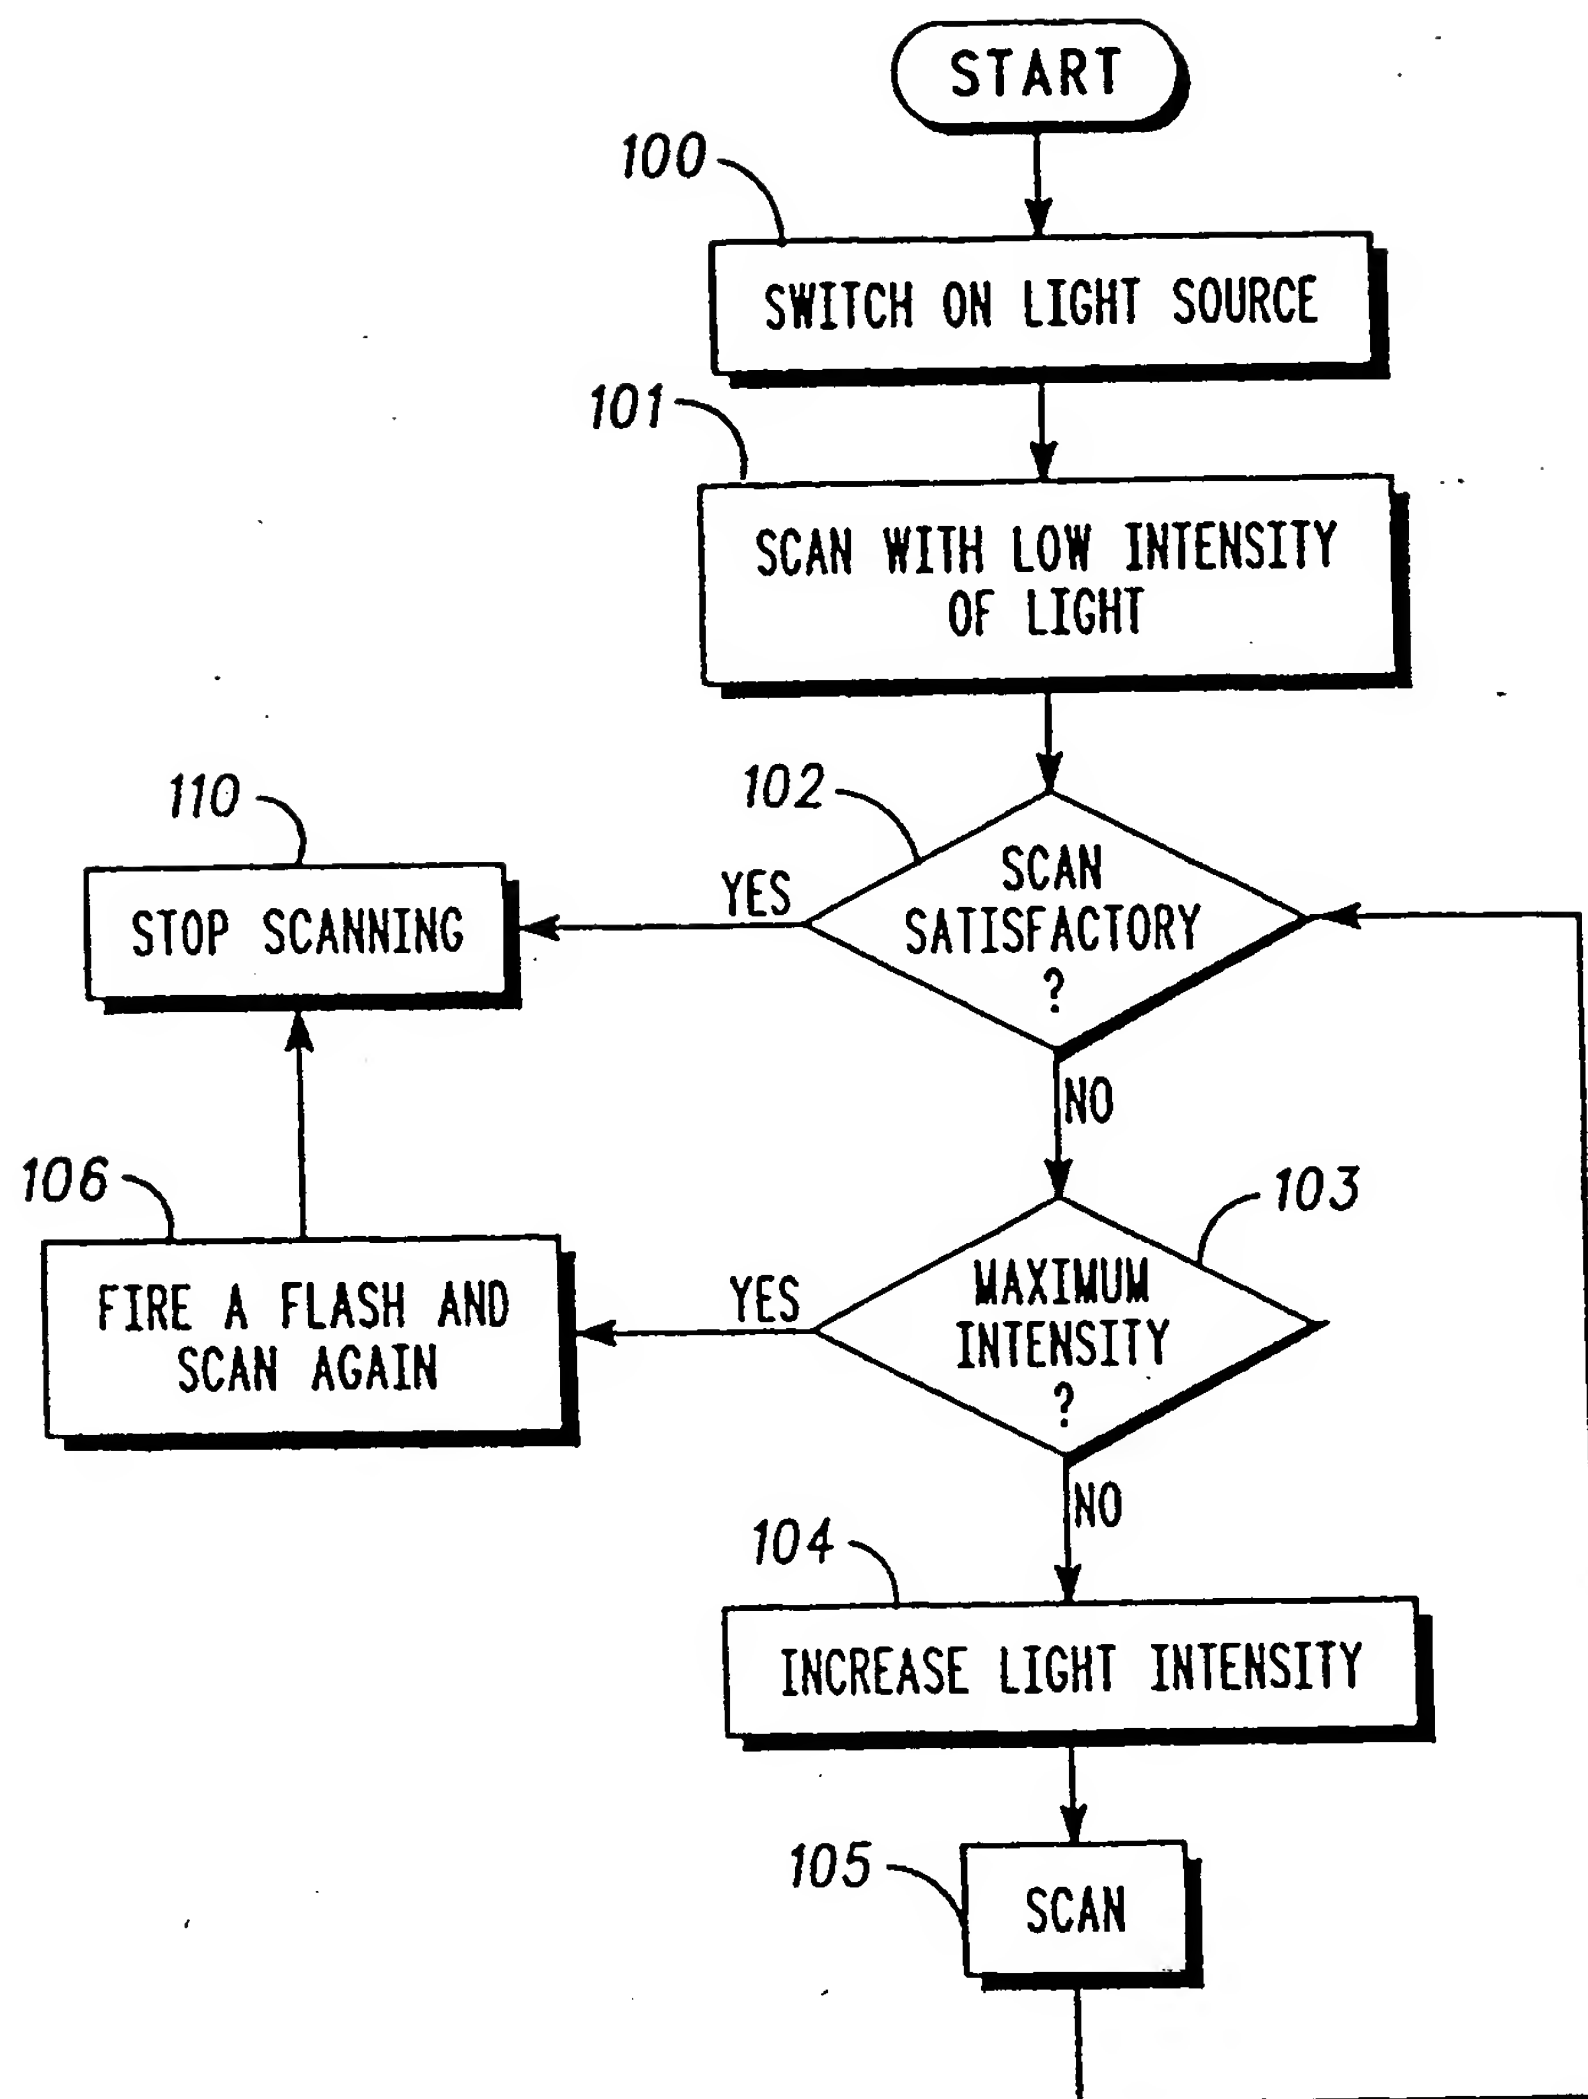 START
100
SWITCH ON LIGHT SOURCE
101
SCAN WITH LOW INTENSITY
OF LIGHT
102
110
SCAN
SATISFACTORY
?
YES
STOP SCANNING
NO
106
103
MAXIMUM
INTENSITY
?
YES
FIRE A FLASH AND
SCAN AGAIN
NO
104
INCREASE LIGHT INTENSITY
105
SCAN